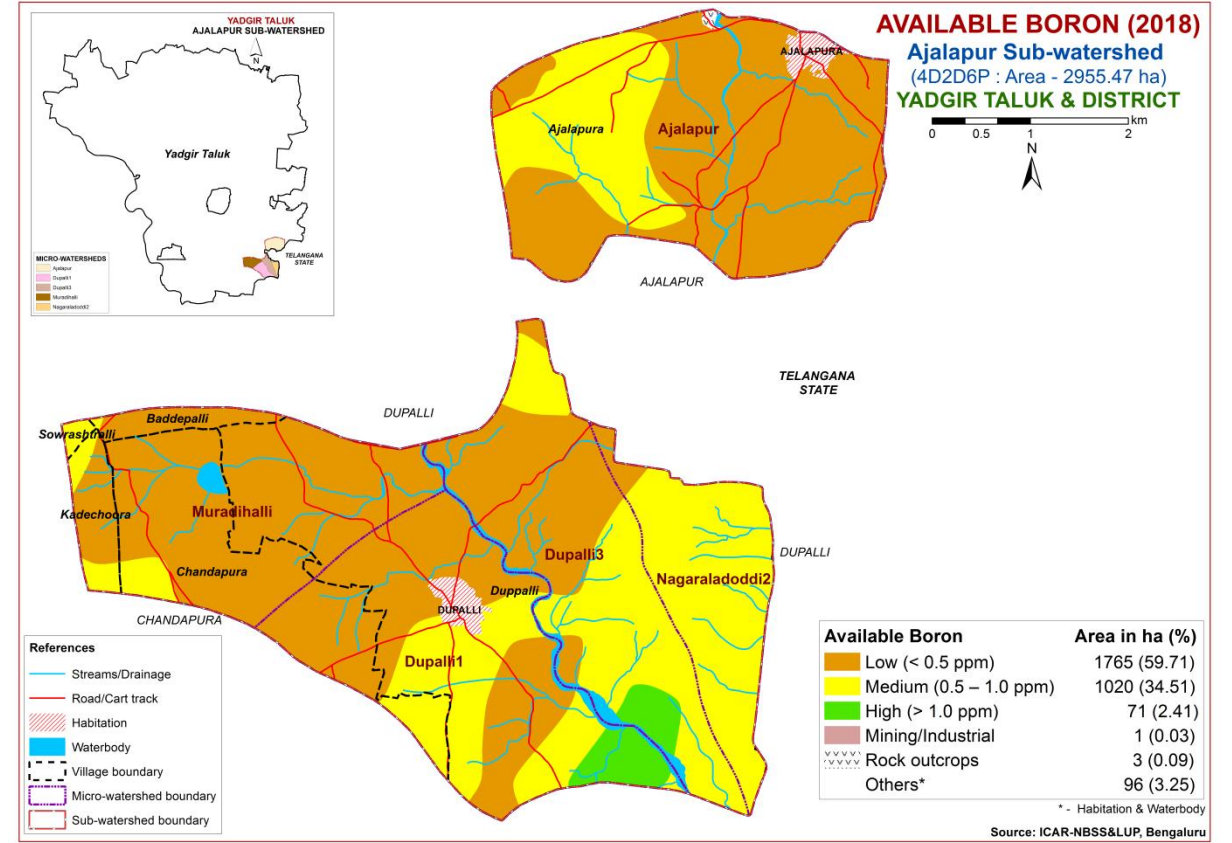 YADGIR TALUK
AJALAPUR SUB-WATERSHED
N
Yadgir Taluk
TELANGANA
STATE
MICRO-WATERSHEDS
Ajalapur
Dupalli1
Dupalli3
Muradihalli
Nagaraladoddi2
AVAILABLE BORON (2018)
Ajalapur Sub-watershed
(4D2D6P : Area - 2955.47 ha)
YADGIR TALUK & DISTRICT
km
0 0.5 1 2
N
AJALAPURA
Ajalapura
Ajalapur
AJALAPUR
TELANGANA
STATE
DUPALLI
Baddepalli
Sowrashtralli
Kadechoora
Muradihalli
Chandapura
CHANDAPURA
Dupalli3
DUPALLI
Nagaraladoddi2
Duppalli
DUPALLI
Dupalli1
References
Streams/Drainage
Road/Cart track
Habitation
Waterbody
Village boundary
Micro-watershed boundary
Sub-watershed boundary
Available Boron Area in ha (%)
Low (< 0.5 ppm) 1765 (59.71)
Medium (0.5 – 1.0 ppm) 1020 (34.51)
High (> 1.0 ppm) 71 (2.41)
Mining/Industrial 1 (0.03)
Rock outcrops 3 (0.09)
Others* 96 (3.25)
* - Habitation & Waterbody
Source: ICAR-NBSS&LUP, Bengaluru